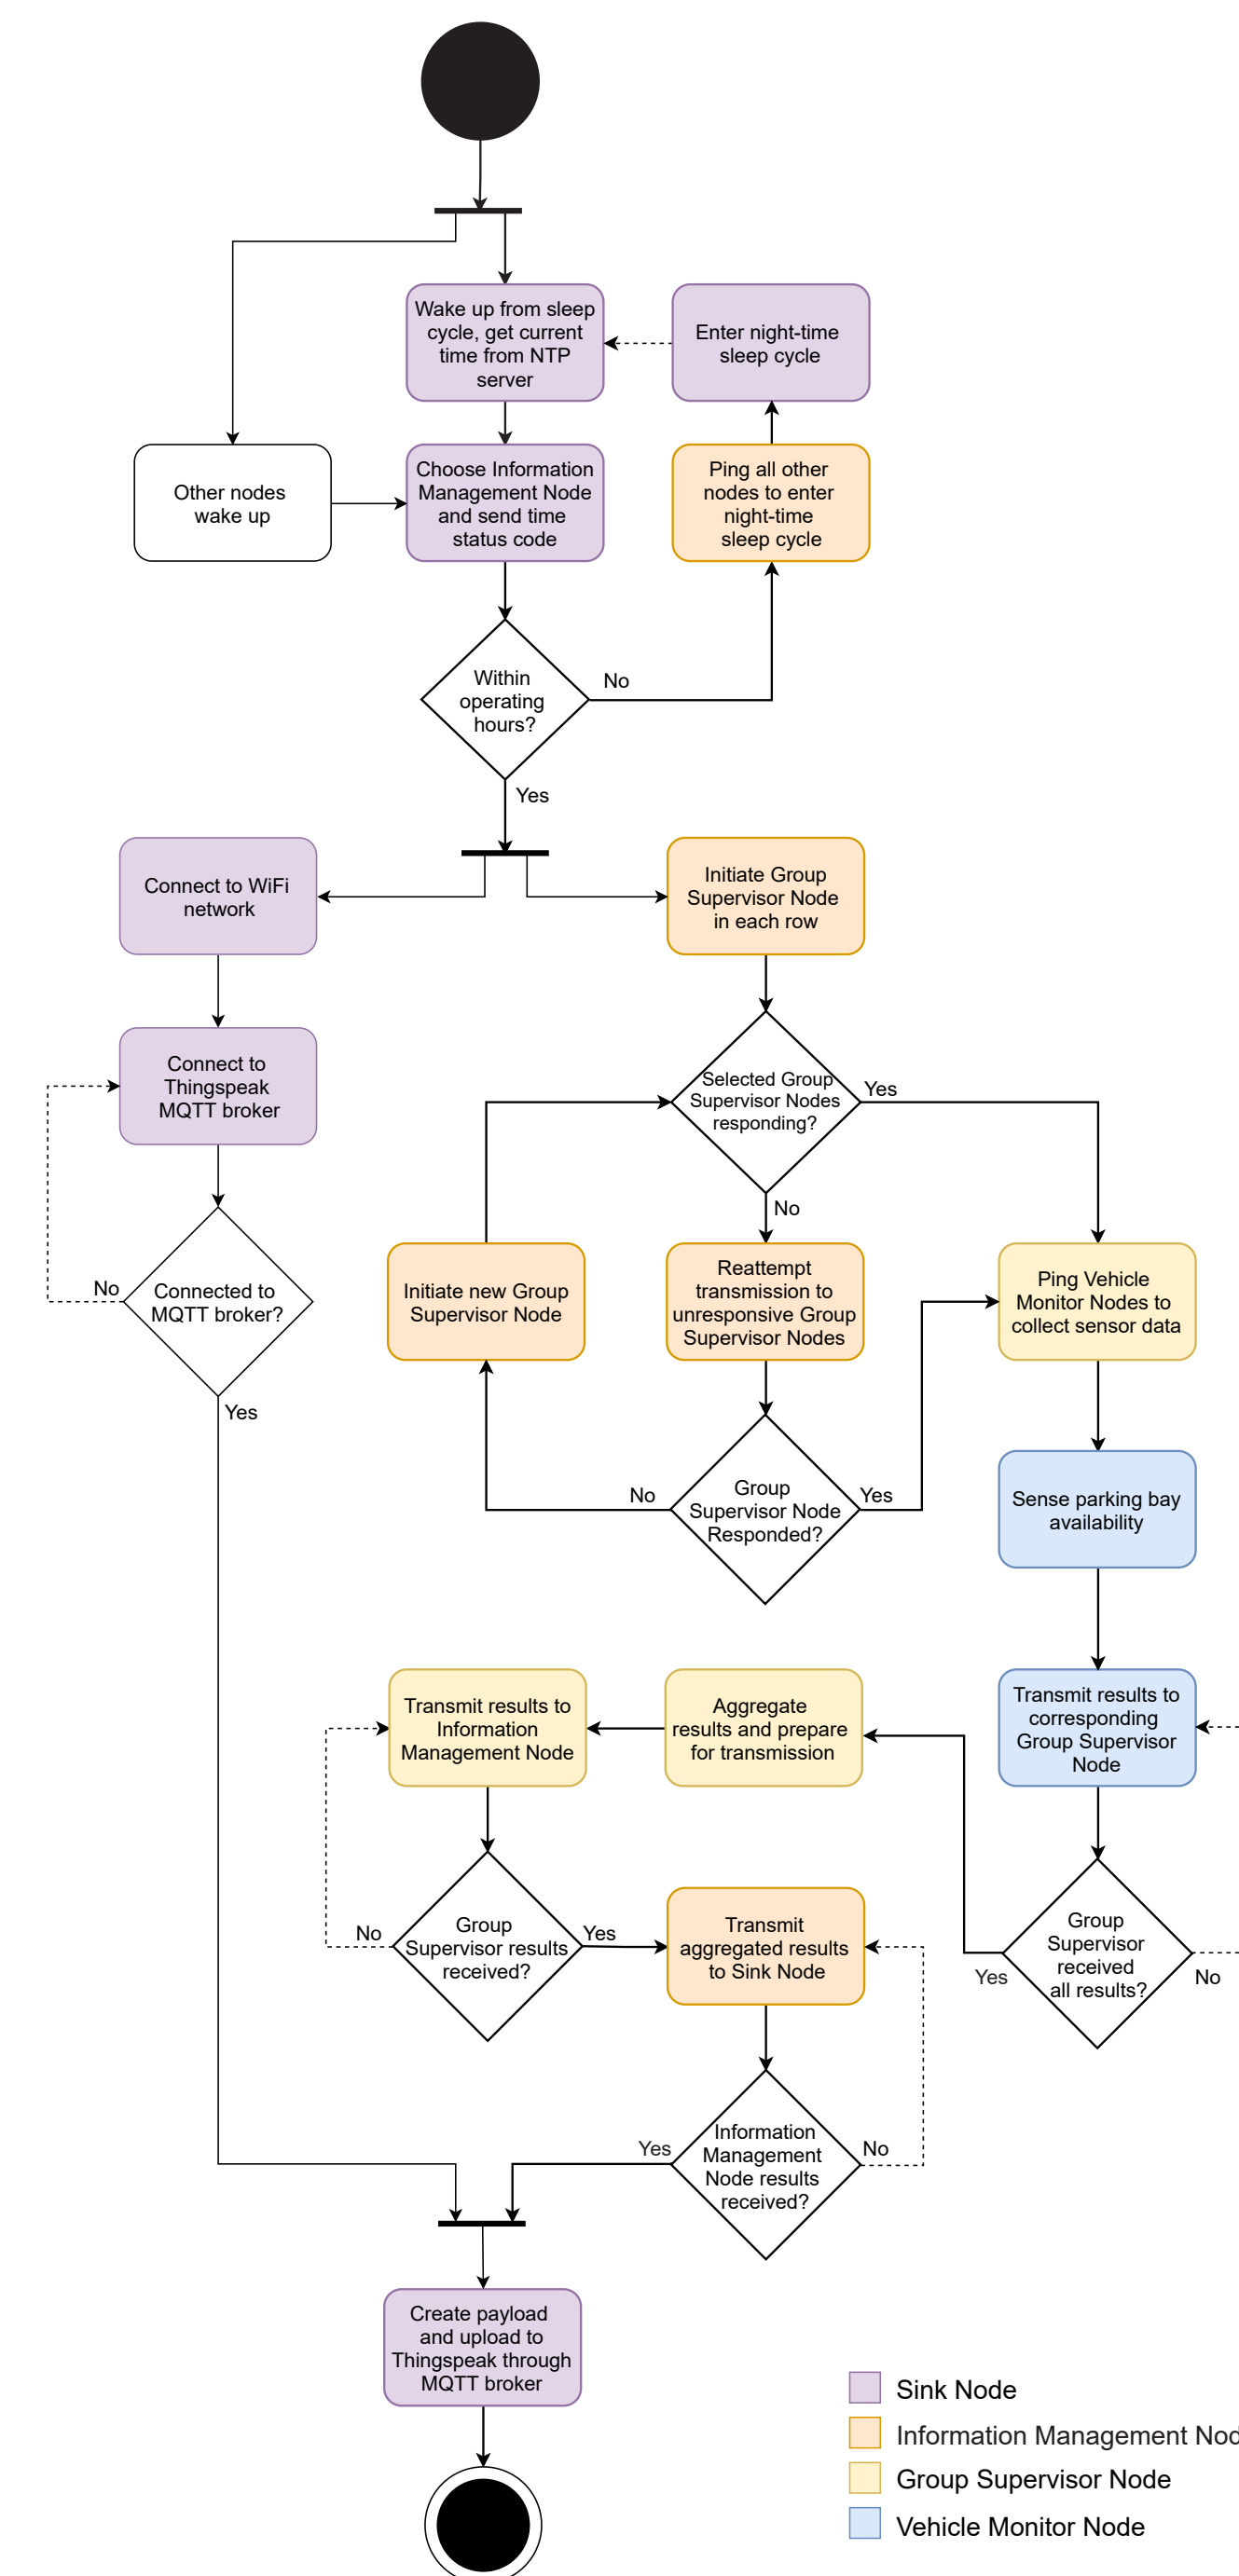 Wake up from sleep
cycle, get current
time from NTP
server
Enter night-time
sleep cycle
Other nodes
wake up
Choose Information
Management Node
and send time
status code
Ping all other
nodes to enter
night-time
sleep cycle
Within
operating
hours?
No
Yes
Connect to WiFi
network
Initiate Group
Supervisor Node
in each row
Connect to
Thingspeak
MQTT broker
Selected Group
Supervisor Nodes
responding?
Yes
No
Connected to
MQTT broker?
No
Yes
Initiate new Group
Supervisor Node
Reattempt
transmission to
unresponsive Group
Supervisor Nodes
Ping Vehicle
Monitor Nodes to
collect sensor data
Group
Supervisor Node
Responded?
No
Yes
Sense parking bay
availability
Transmit results to
Information
Management Node
Aggregate
results and prepare
for transmission
Transmit results to
corresponding
Group Supervisor
Node
Group
Supervisor results
received?
No
Yes
Transmit
aggregated results
to Sink Node
Group
Supervisor
received
all results?
Yes
No
Information
Management
Node results
received?
Yes
No
Create payload
and upload to
Thingspeak through
MQTT broker
Sink Node
Information Management Nod
Group Supervisor Node
Vehicle Monitor Node